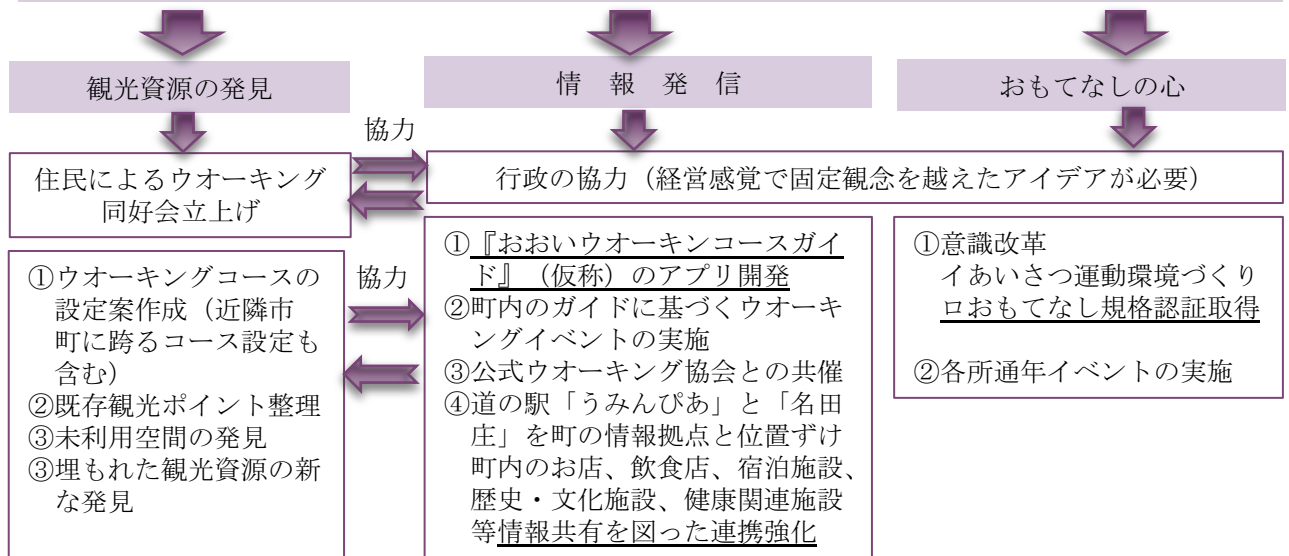 観光資源の発見
情報発信
おもてなしの心
協力
住民によるウオーキング
同好会立上げ
行政の協力（経営感覚で固定観念を越えたアイデアが必要）
①ウオーキングコースの
設定案作成（近隣市
町に跨るコース設定も
含む）
②既存観光ポイント整理
③未利用空間の発見
③埋もれた観光資源の新
な発見
協力
①『おおいウオーキンコースガイ
ド』（仮称）のアプリ開発
②町内のガイドに基づくウオーキ
ングイベントの実施
③公式ウオーキング協会との共催
④道の駅「うみんぴあ」と「名田
庄」を町の情報拠点と位置ずけ
町内のお店、飲食店、宿泊施設、
歴史・文化施設、健康関連施設
等情報共有を図った連携強化
①意識改革
イあいさつ運動環境づくり
ロおもてなし規格認証取得
②各所通年イベントの実施